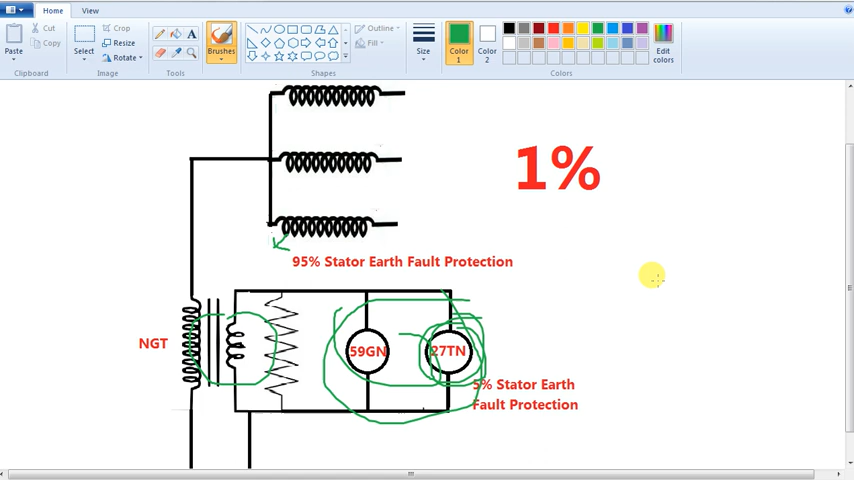 Home
View
Paste
Cut
Copy
Clipboard
Select
Crop
Resize
Rotate
Image
Tools
Brushes
Shapes
Outline
Fill
Size
Color
1
Color
2
Edit
colors
Colors
1%
95% Stator Earth Fault Protection
NGT
59GN
27TN
5% Stator Earth
Fault Protection